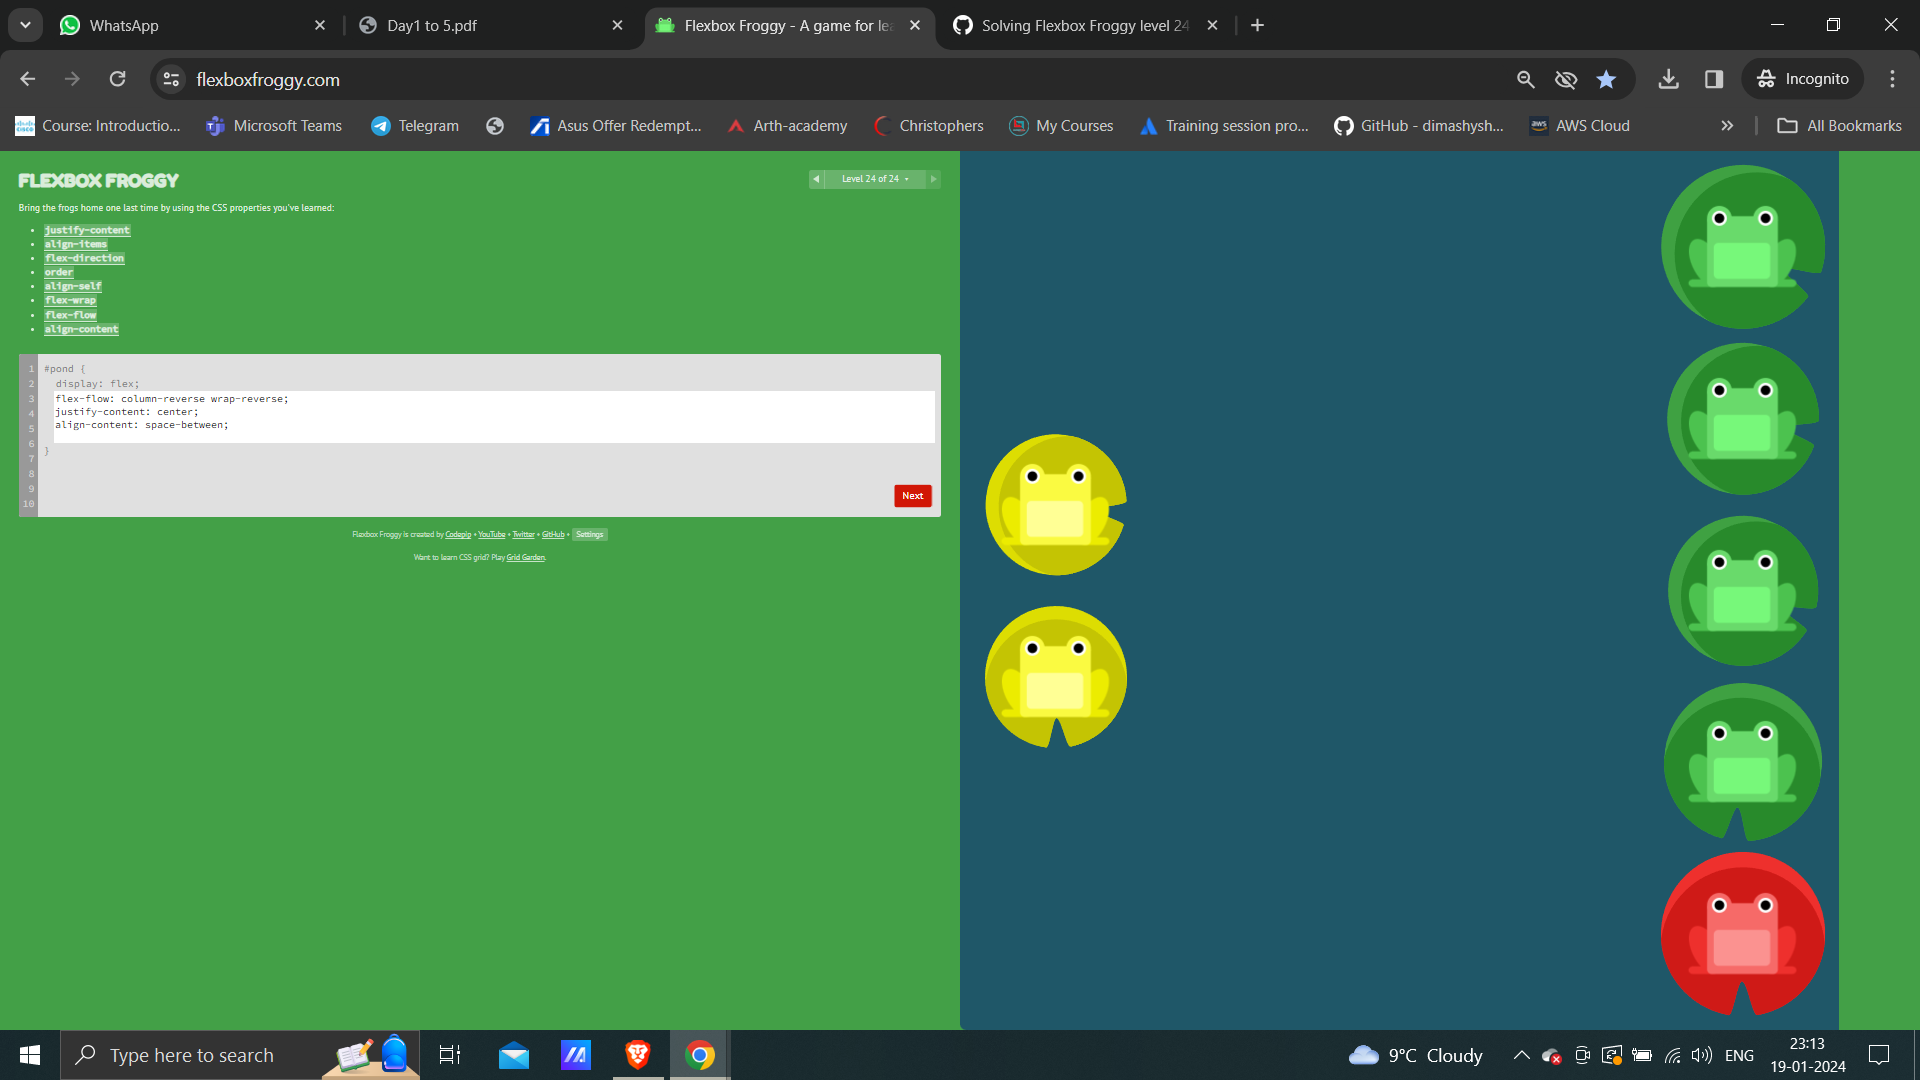 WhatsApp
Day1 to 5.pdf
Flexbox Froggy - A game for le
Solving Flexbox Froggy level 24
flexboxfroggy.com
Incognito
Course: Introductio...
Microsoft Teams
Telegram
Asus Offer Redempt...
Arth-academy
Christophers
My Courses
Training session pro...
GitHub - dimashysh...
AWS Cloud
All Bookmarks
FLEXBOX FROGGY
Level 24 of 24
Bring the frogs home one last time by using the CSS properties you've learned:
justify-content
align-items
flex-direction
order
align-self
flex-wrap
flex-flow
align-content
1 #pond {
2 display: flex;
3 flex-flow: column-reverse wrap-reverse;
4 justify-content: center;
5 align-content: space-between;
6
7 }
8
9
10
Next
Flexbox Froggy is created by Codepip • YouTube • Twitter • GitHub • Settings
Want to learn CSS grid? Play Grid Garden.
Type here to search
9°C Cloudy
ENG
23:13
19-01-2024